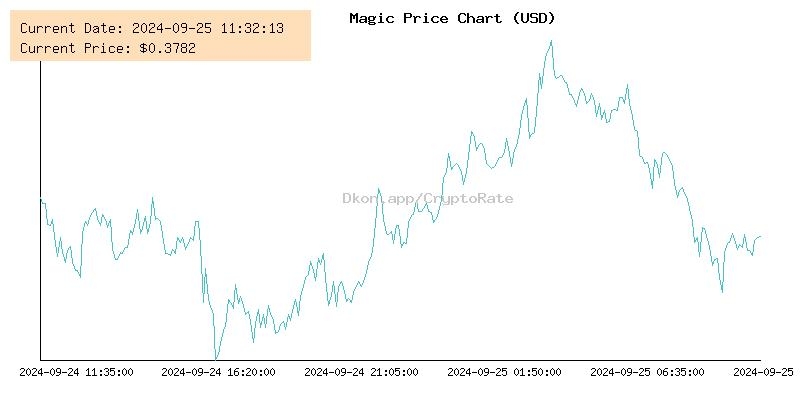 Magic Price Chart (USD)
Current Date: 2024-09-25 11:32:13
Current Price: $0.3782
DkonLapp/CryptoRate
2024-09-24 11:35:00
2024-09-24 16:20:00
2024-09-24 21:05:00
2024-09-25 01:50:00
2024-09-25 06:35:00
2024-09-25